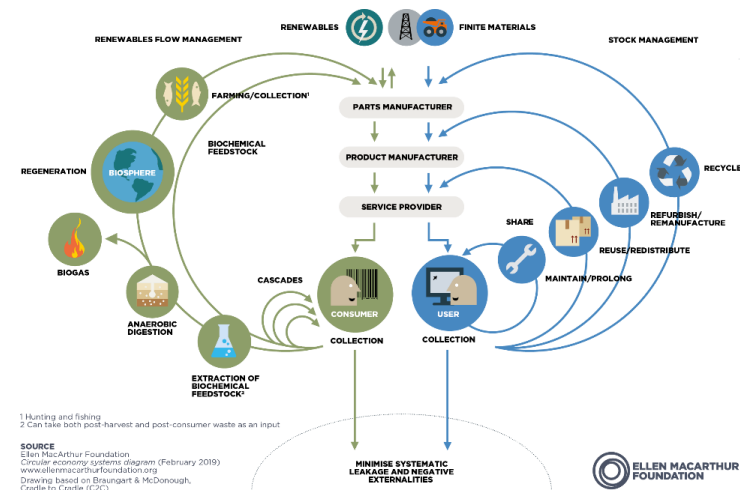 RENEWABLES
FINITE MATERIALS
RENEWABLES FLOW MANAGEMENT
STOCK MANAGEMENT
FARMING/COLLECTION¹
PARTS MANUFACTURER
BIOCHEMICAL
FEEDSTOCK
PRODUCT MANUFACTURER
REGENERATION
BIOSPHERE
RECYCLE
SERVICE PROVIDER
REFURBISH/
REMANUFACTURE
SHARE
REUSE/REDISTRIBUTE
BIOGAS
MAINTAIN/PROLONG
CASCADES
CONSUMER
USER
ANAEROBIC
DIGESTION
COLLECTION
COLLECTION
EXTRACTION OF
BIOCHEMICAL
FEEDSTOCK²
1 Hunting and fishing
2 Can take both post-harvest and post-consumer waste as an input
SOURCE
Ellen MacArthur Foundation
Circular economy systems diagram (February 2019)
www.ellenmacarthurfoundation.org
Drawing based on Braungart & McDonough,
Cradle to Cradle (C2C)
MINIMISE SYSTEMATIC
LEAKAGE AND NEGATIVE
EXTERNALITIES
ELLEN MACARTHUR
FOUNDATION